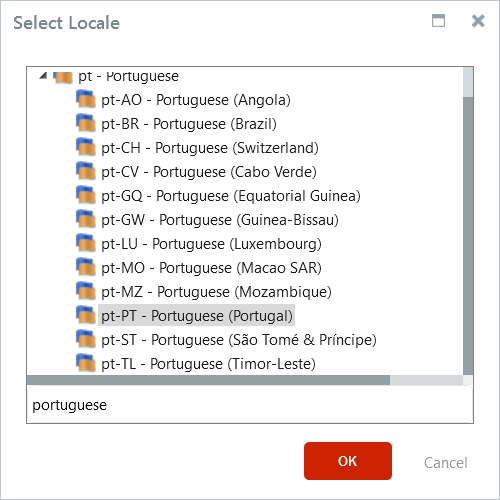 Select Locale
pt - Portuguese
pt-AO - Portuguese (Angola)
pt-BR - Portuguese (Brazil)
pt-CH - Portuguese (Switzerland)
pt-CV - Portuguese (Cabo Verde)
pt-GQ - Portuguese (Equatorial Guinea)
pt-GW - Portuguese (Guinea-Bissau)
pt-LU - Portuguese (Luxembourg)
pt-MO - Portuguese (Macao SAR)
pt-MZ - Portuguese (Mozambique)
pt-PT - Portuguese (Portugal)
pt-ST - Portuguese (São Tomé & Príncipe)
pt-TL - Portuguese (Timor-Leste)
portuguese
OK Cancel